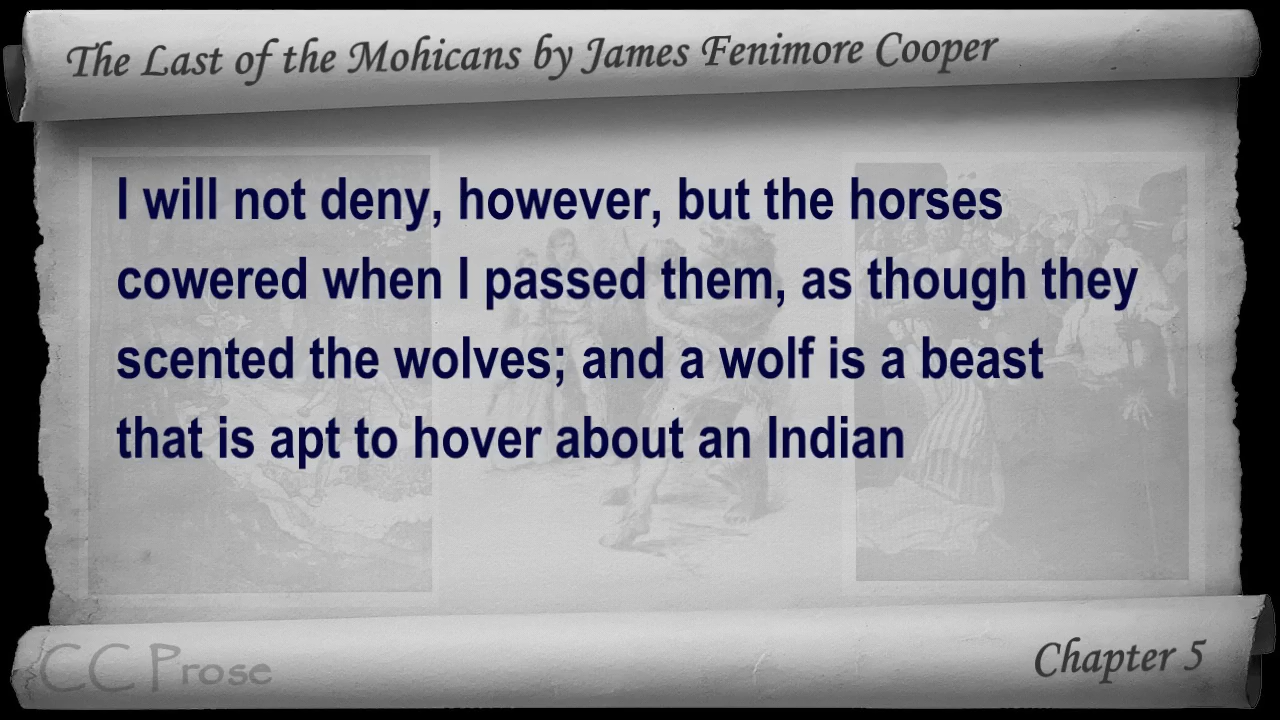 The Last of the Mohicans by James Fenimore Cooper
I will not deny, however, but the horses
cowered when I passed them, as though they
scented the wolves; and a wolf is a beast
that is apt to hover about an Indian
CC Prose
Chapter 5